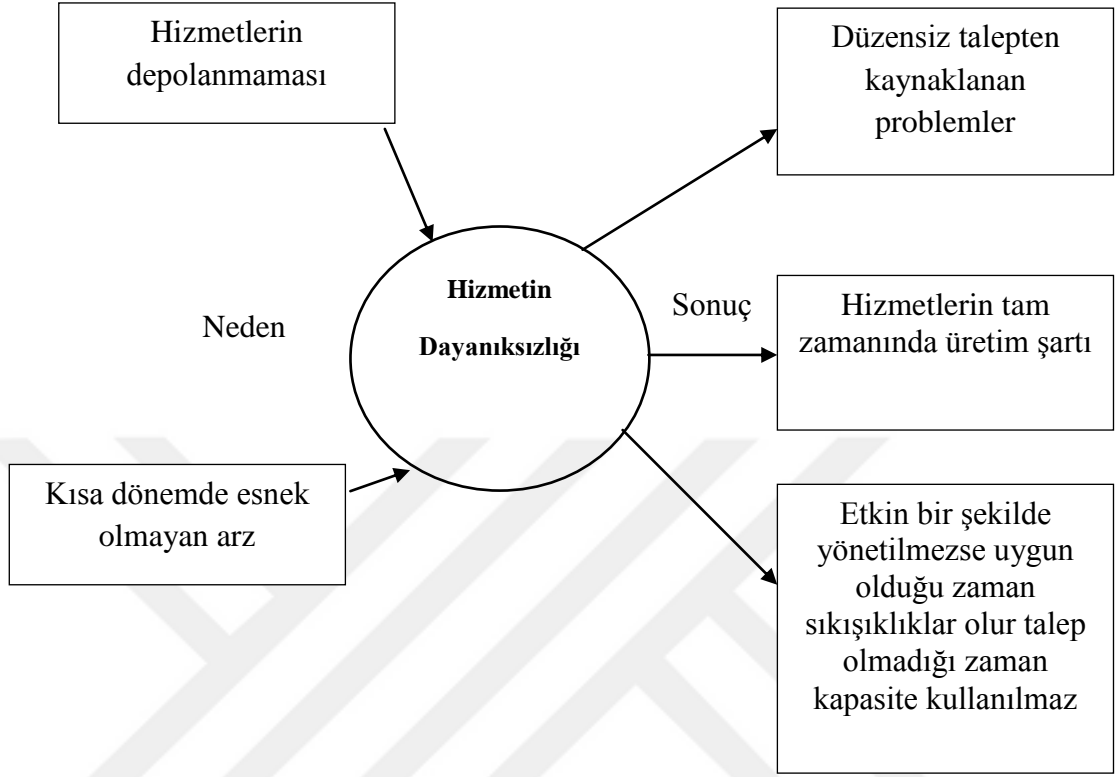 Hizmetlerin
depolanmaması
Düzensiz talepten
kaynaklanan
problemler
Neden
Hizmetin
Dayanıksızlığı
Sonuç
Hizmetlerin tam
zamanında üretim şartı
Kısa dönemde esnek
olmayan arz
Etkin bir şekilde
yönetilmezse uygun
olduğu zaman
sıkışıklıklar olur talep
olmadığı zaman
kapasite kullanılmaz